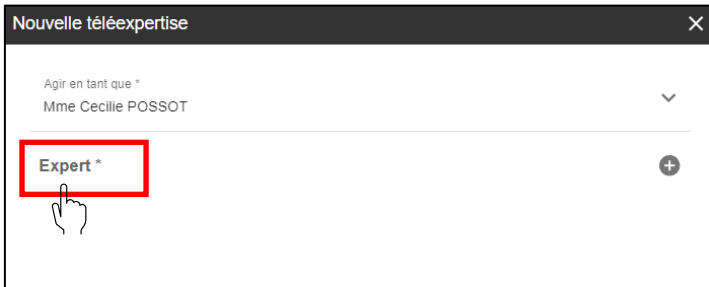 Nouvelle téléexpertise
Agir en tant que *
Mme Cecilie POSSOT
Expert *